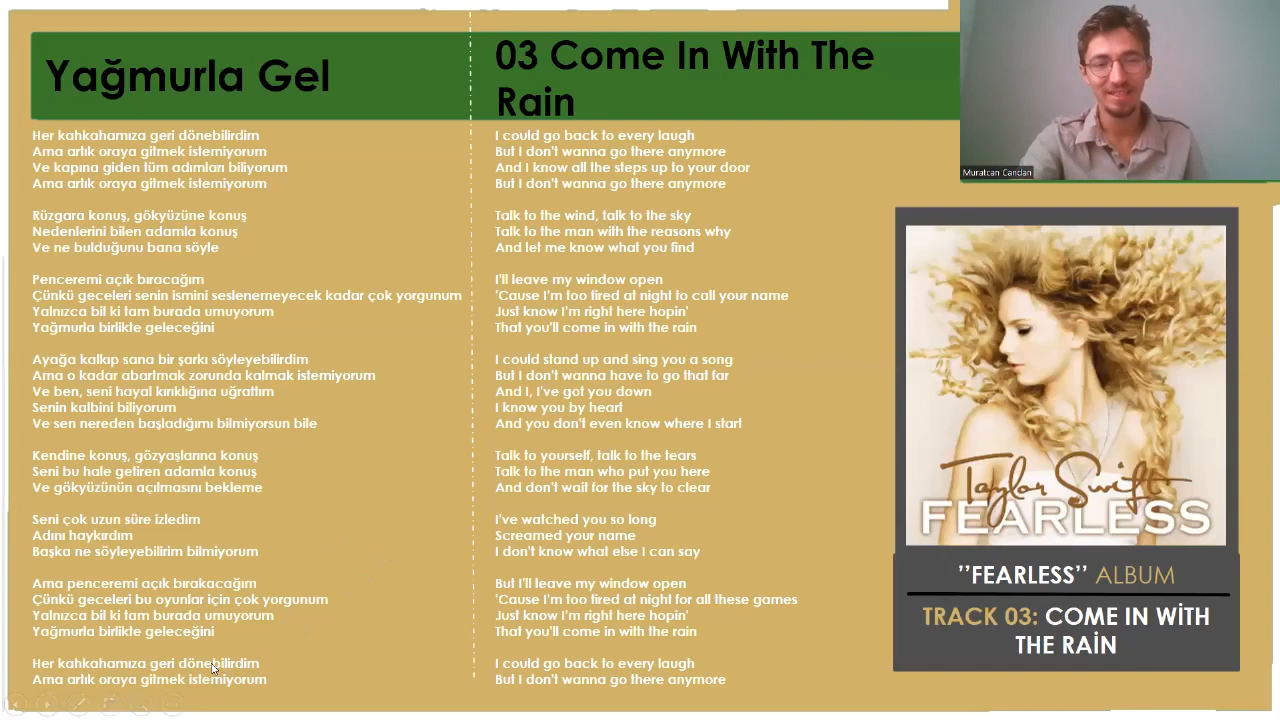 Yağmurla Gel
Her kahkahamıza geri dönebilirdim
Ama artık oraya gitmek istemiyorum
Ve kapına giden tüm adımları biliyorum
Ama artık oraya gitmek istemiyorum
Rüzgara konuş, gökyüzüne konuş
Nedenlerini bilen adamla konuş
Ve ne bulduğunu bana söyle
Penceremi açık bıracağım
Çünkü geceleri senin ismini seslenemeyecek kadar çok yorgunum
Yalnızca bil ki tam burada umuyorum
Yağmurla birlikte geleceğini
Ayağa kalkıp sana bir şarkı söyleyebilirdim
Ama o kadar abartmak zorunda kalmak istemiyorum
Ve ben, seni hayal kırıklığına uğrattım
Senin kalbini biliyorum
Ve sen nereden başladığımı bilmiyorsun bile
Kendine konuş, gözyaşlarına konuş
Seni bu hale getiren adamla konuş
Ve gökyüzünün açılmasını bekleme
Seni çok uzun süre izledim
Adını haykırdım
Başka ne söyleyebilirim bilmiyorum
Ama penceremi açık bırakacağım
Çünkü geceleri bu oyunlar için çok yorgunum
Yalnızca bil ki tam burada umuyorum
Yağmurla birlikte geleceğini
Her kahkahamıza geri dönebilirdim
Ama artık oraya gitmek istemiyorum
03 Come In With The
Rain
I could go back to every laugh
But I don't wanna go there anymore
And I know all the steps up to your door
But I don't wanna go there anymore
Talk to the wind, talk to the sky
Talk to the man with the reasons why
And let me know what you find
I'll leave my window open
'Cause I'm too tired at night to call your name
Just know I'm right here hopin'
That you'll come in with the rain
I could stand up and sing you a song
But I don't wanna have to go that far
And I, I've got you down
I know you by heart
And you don't even know where I start
Talk to yourself, talk to the tears
Talk to the man who put you here
And don't wait for the sky to clear
I've watched you so long
Screamed your name
I don't know what else I can say
But I'll leave my window open
'Cause I'm too tired at night for all these games
Just know I'm right here hopin'
That you'll come in with the rain
I could go back to every laugh
But I don't wanna go there anymore
Muratcan Candan
Taylor Swift
FEARLESS
’’FEARLESS’’ ALBUM
TRACK 03: COME IN WİTH
THE RAİN